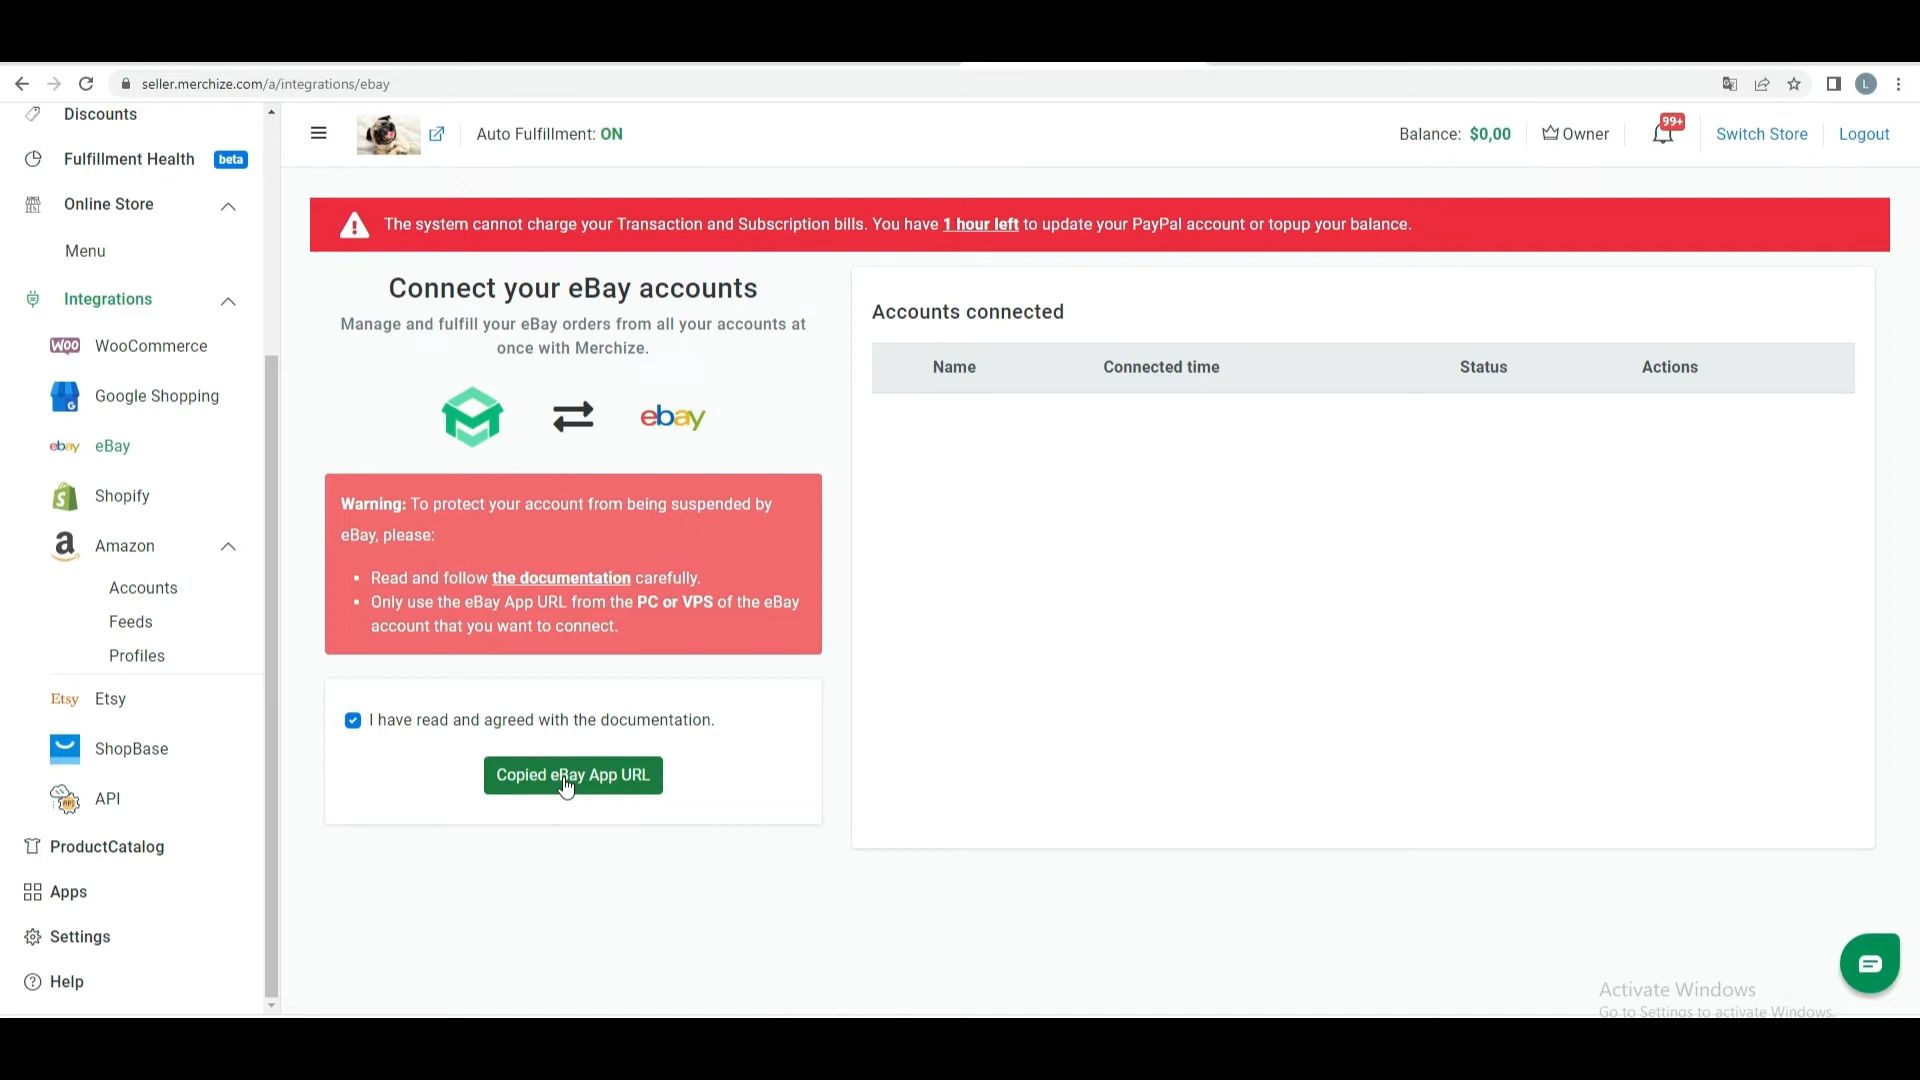 seller.merchize.com/a/integrations/ebay
L
Discounts
Fulfillment Health beta
Online Store
Menu
Integrations
WOO WooCommerce
G Google Shopping
ebay eBay
S Shopify
a Amazon
Accounts
Feeds
Profiles
Etsy Etsy
ShopBase
API API
ProductCatalog
Apps
Settings
? Help
Auto Fulfillment: ON
Balance: $0,00
Owner
99+
Switch Store
Logout
The system cannot charge your Transaction and Subscription bills. You have 1 hour left to update your PayPal account or topup your balance.
Connect your eBay accounts
Manage and fulfill your eBay orders from all your accounts at
once with Merchize.
ebay
Warning: To protect your account from being suspended by
eBay, please:
• Read and follow the documentation carefully.
• Only use the eBay App URL from the PC or VPS of the eBay
account that you want to connect.
I have read and agreed with the documentation.
Copied eBay App URL
Accounts connected
Name Connected time Status Actions
Activate Windows
Go to Settings to activate Windows.